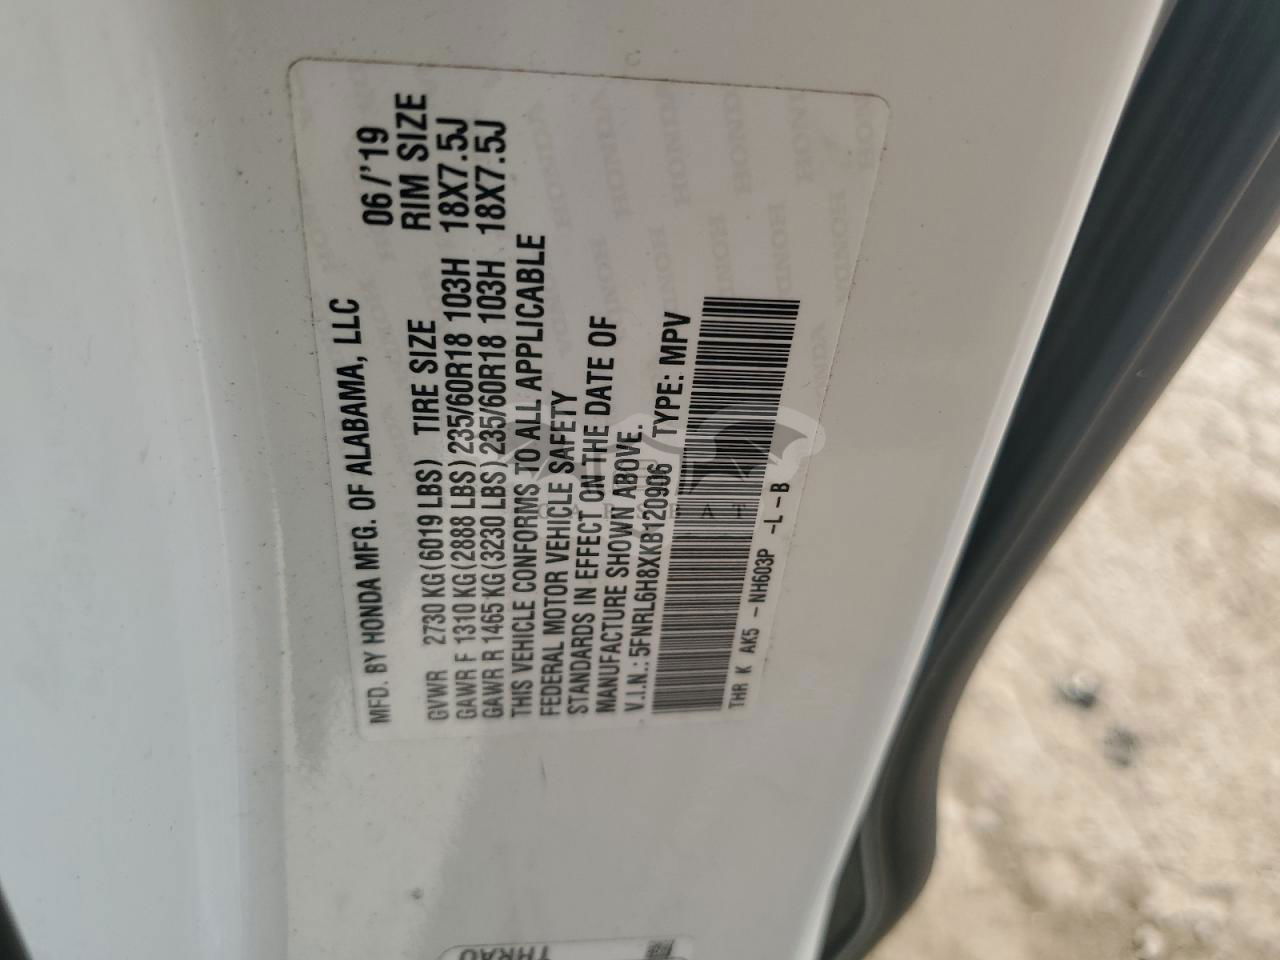 MFD. BY HONDA MFG. OF ALABAMA, LLC 06/'19
GVWR 2730 KG (6019 LBS) TIRE SIZE RIM SIZE
GAWR F 1310 KG (2888 LBS) 235/60R18 103H 18X7.5J
GAWR R 1465 KG (3230 LBS) 235/60R18 103H 18X7.5J
THIS VEHICLE CONFORMS TO ALL APPLICABLE
FEDERAL MOTOR VEHICLE SAFETY
STANDARDS IN EFFECT ON THE DATE OF
MANUFACTURE SHOWN ABOVE.
V.I.N.: 5FNRL6H8XKB120906 TYPE: MPV
THR K AK5 - NH603P - L - B
THRAO